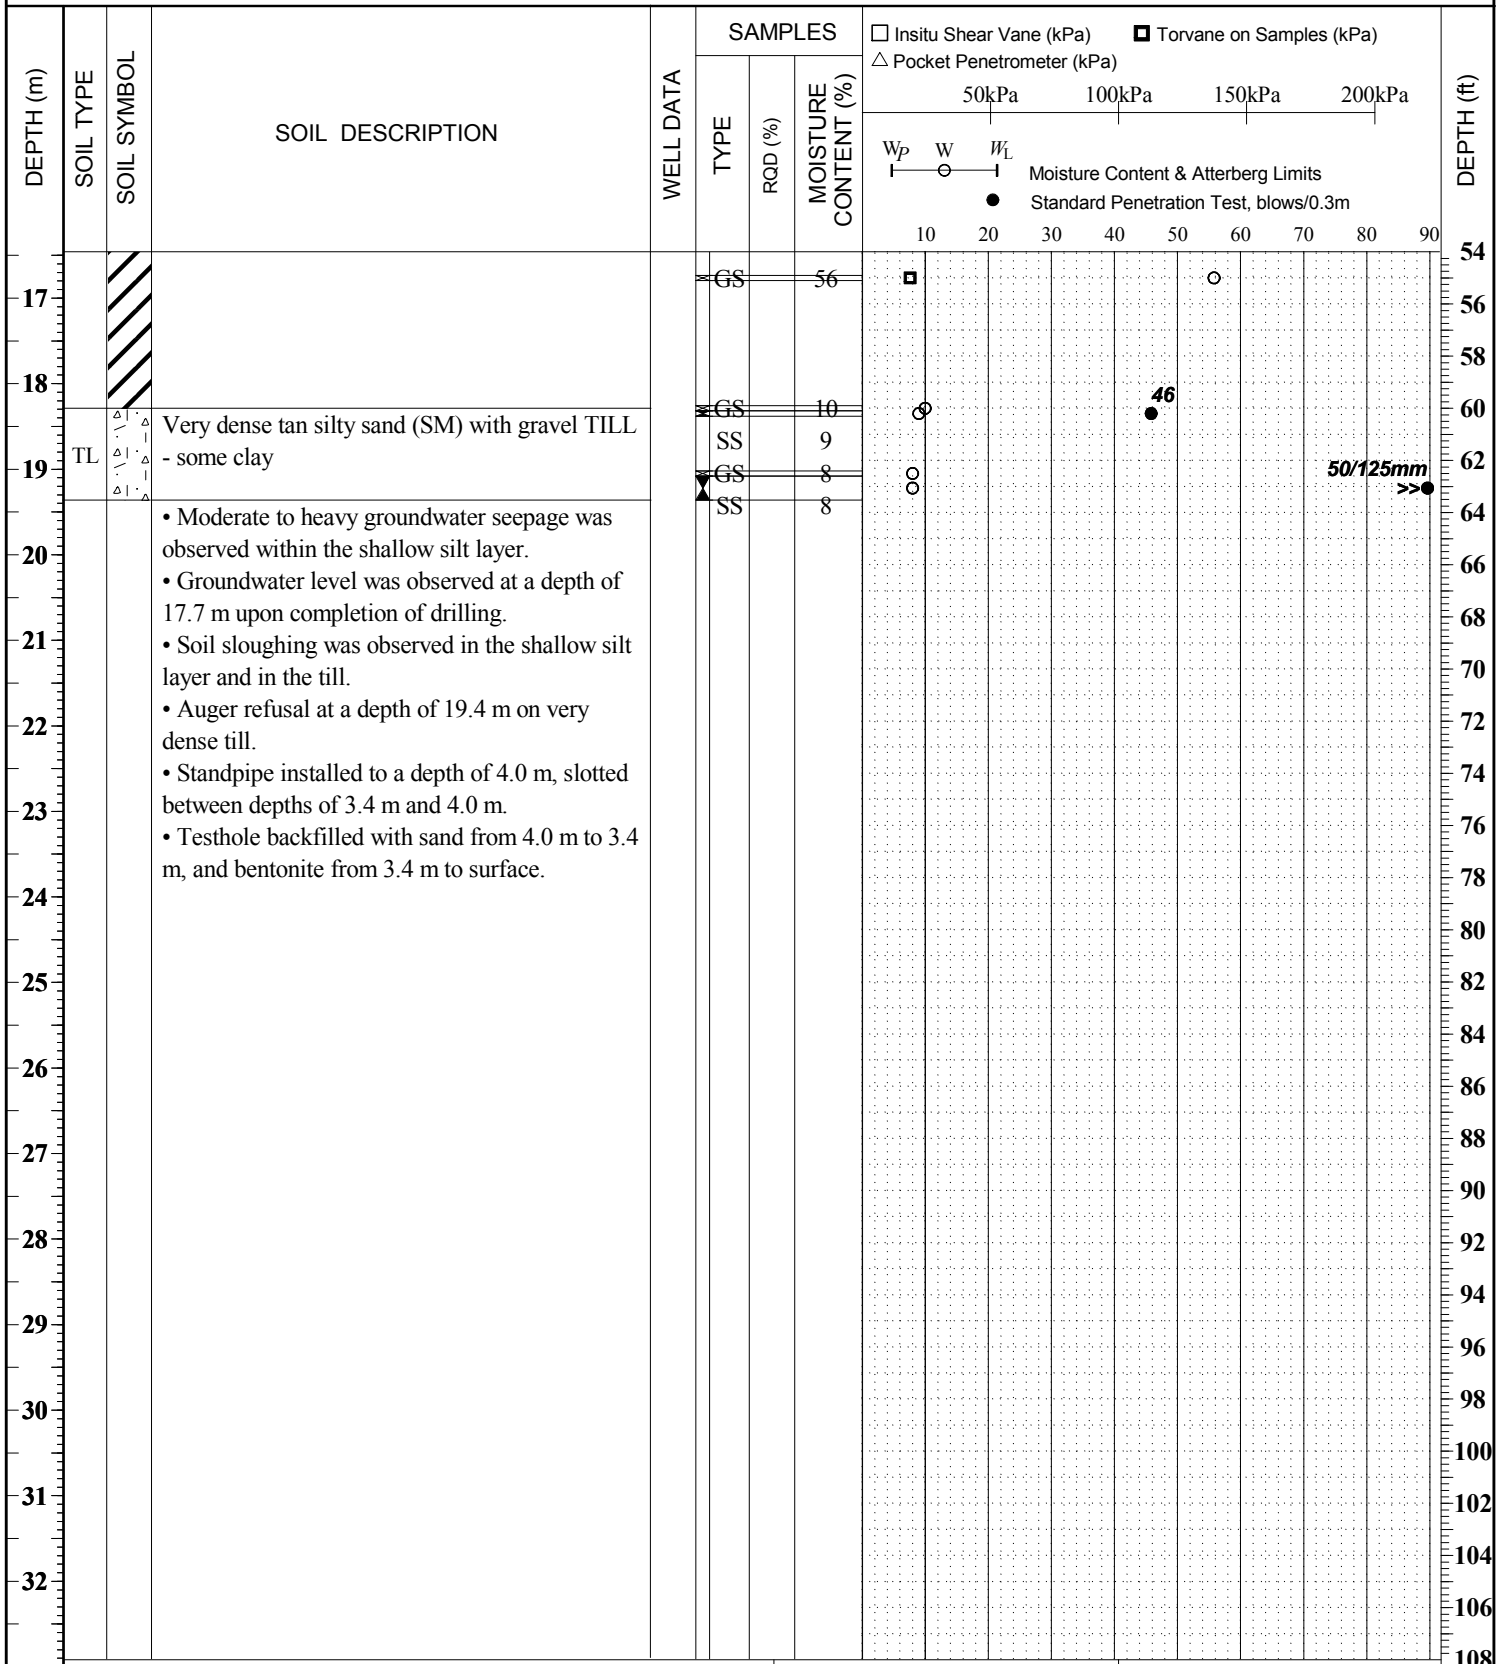 DEPTH (m)
SOIL TYPE
SOIL SYMBOL
SOIL DESCRIPTION
WELL DATA
SAMPLES
TYPE
RQD (%)
MOISTURE
CONTENT (%)
Insitu Shear Vane (kPa)
Torvane on Samples (kPa)
Pocket Penetrometer (kPa)
50kPa 100kPa 150kPa 200kPa
WP W WL
Moisture Content & Atterberg Limits
Standard Penetration Test, blows/0.3m
10 20 30 40 50 60 70 80 90
DEPTH (ft)
54
GS 56
17
56
58
18
46
GS 10
60
Very dense tan silty sand (SM) with gravel TILL
SS 9
TL
- some clay
19
GS 8
50/125mm
62
>>
SS 8
64
• Moderate to heavy groundwater seepage was
observed within the shallow silt layer.
20
66
• Groundwater level was observed at a depth of
17.7 m upon completion of drilling.
68
21
• Soil sloughing was observed in the shallow silt
layer and in the till.
70
• Auger refusal at a depth of 19.4 m on very
dense till.
22
72
• Standpipe installed to a depth of 4.0 m, slotted
between depths of 3.4 m and 4.0 m.
74
23
• Testhole backfilled with sand from 4.0 m to 3.4
m, and bentonite from 3.4 m to surface.
76
78
24
80
25
82
84
26
86
27
88
90
28
92
94
29
96
30
98
100
31
102
104
32
106
108